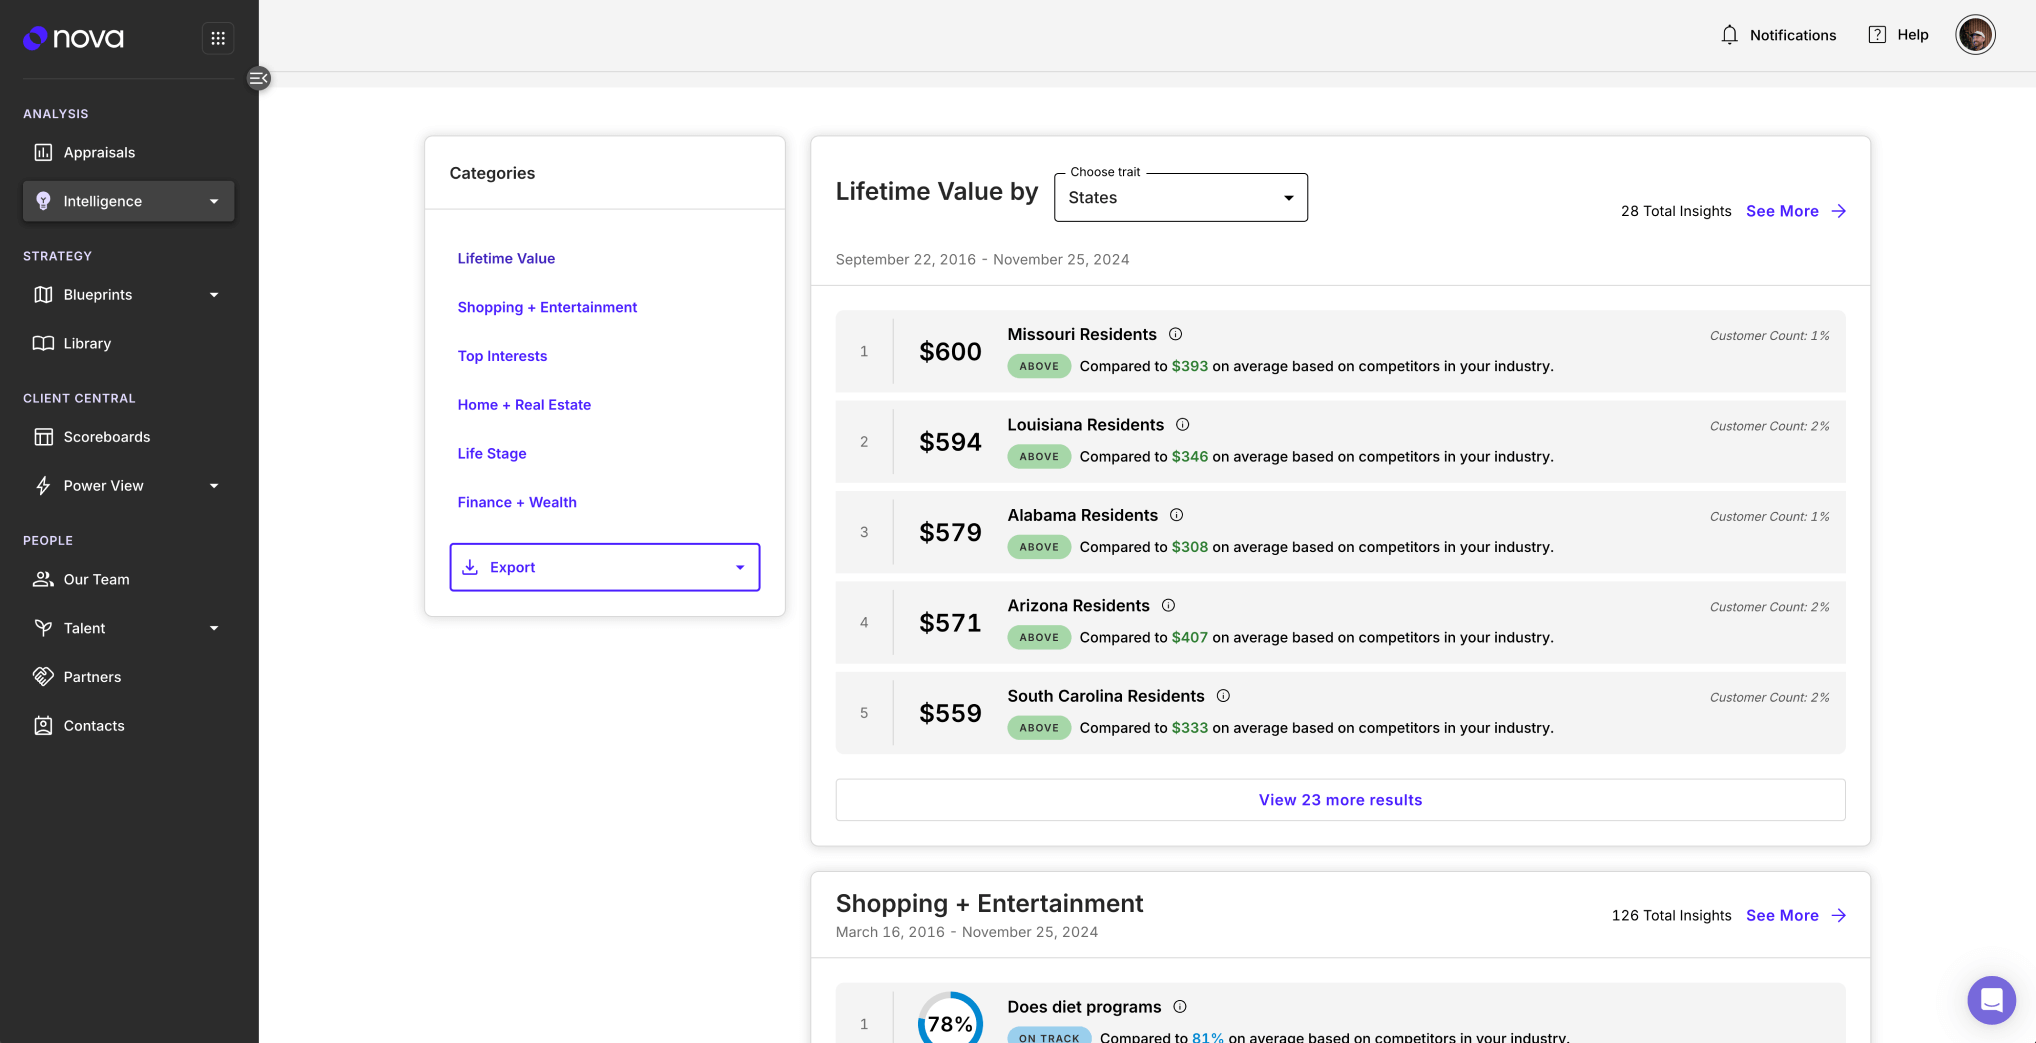 nova
ANALYSIS
Appraisals
Intelligence
STRATEGY
Blueprints
Library
CLIENT CENTRAL
Scoreboards
Power View
PEOPLE
Our Team
Talent
Partners
Contacts
Notifications
Help
Categories
Lifetime Value
Shopping + Entertainment
Top Interests
Home + Real Estate
Life Stage
Finance + Wealth
Export
Choose trait
Lifetime Value by States
28 Total Insights See More
September 22, 2016 - November 25, 2024
1 $600 Missouri Residents Customer Count: 1%
ABOVE Compared to $393 on average based on competitors in your industry.
2 $594 Louisiana Residents Customer Count: 2%
ABOVE Compared to $346 on average based on competitors in your industry.
3 $579 Alabama Residents Customer Count: 1%
ABOVE Compared to $308 on average based on competitors in your industry.
4 $571 Arizona Residents Customer Count: 2%
ABOVE Compared to $407 on average based on competitors in your industry.
5 $559 South Carolina Residents Customer Count: 2%
ABOVE Compared to $333 on average based on competitors in your industry.
View 23 more results
Shopping + Entertainment
126 Total Insights See More
March 16, 2016 - November 25, 2024
1 78% Does diet programs
ON TRACK Compared to 81% on average based on competitors in your industry.